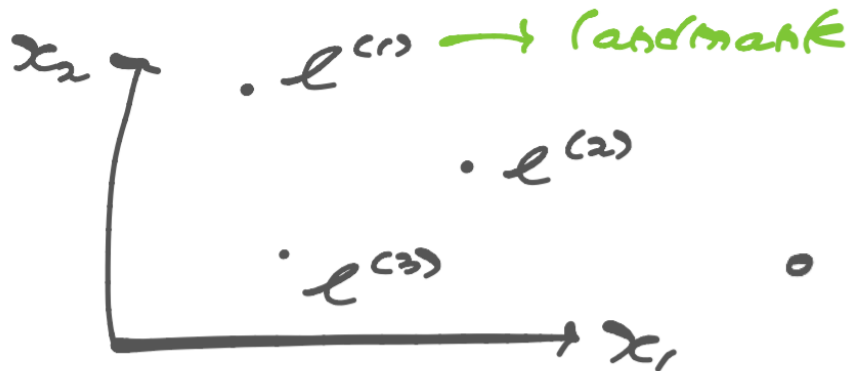 x₂
l⁽¹⁾ → landmark
l⁽²⁾
l⁽³⁾
x₁